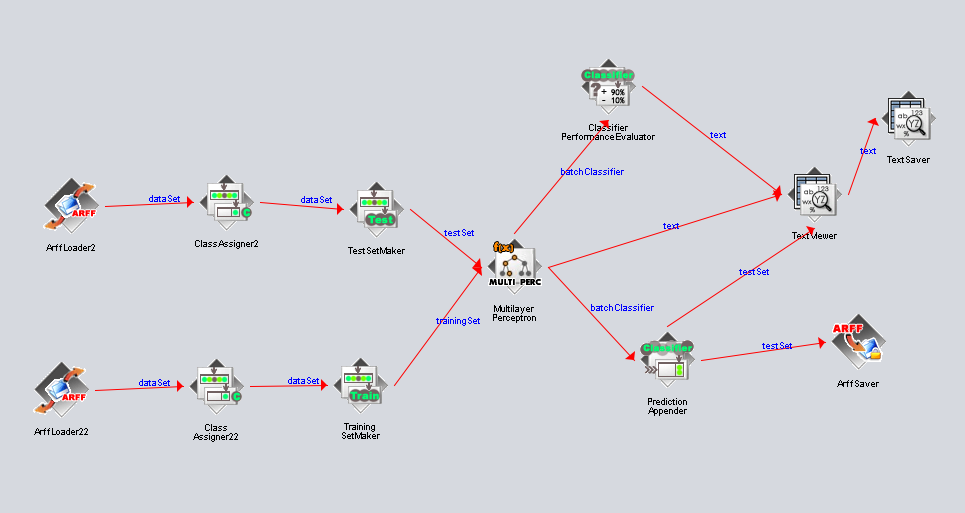 Classifier
?
+ 90%
- 10%
Classifier
PerformanceEvaluator
text
ab 123
wx YZ
%
TextSaver
text
batchClassifier
ARFF
ArffLoader2
dataSet
C
ClassAssigner2
dataSet
Test
TestSetMaker
testSet
ab 123
wx YZ
%
TextViewer
text
f(x)
MULTI-PERC
Multilayer
Perceptron
testSet
batchClassifier
trainingSet
Classifier
Prediction
Appender
testSet
ARFF
ArffSaver
ARFF
ArffLoader22
dataSet
C
Class
Assigner22
dataSet
Train
Training
SetMaker